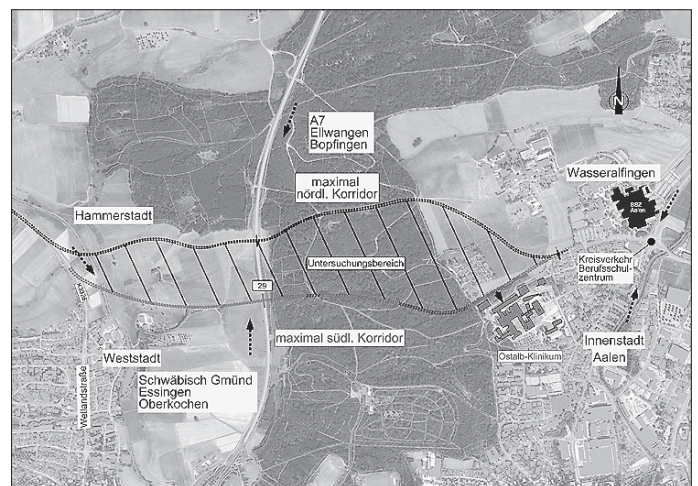 N
A7
Ellwangen
Bopfingen
maximal
nördl. Korridor
Wasseralfingen
BSZ
Aalen
Hammerstadt
Untersuchungsbereich
Kreisverkehr
Berufsschul-
zentrum
29
maximal südl. Korridor
Innenstadt
Aalen
Weststadt
Ostalb-Klinikum
Schwäbisch Gmünd
Essingen
Oberkochen
Weilandstraße